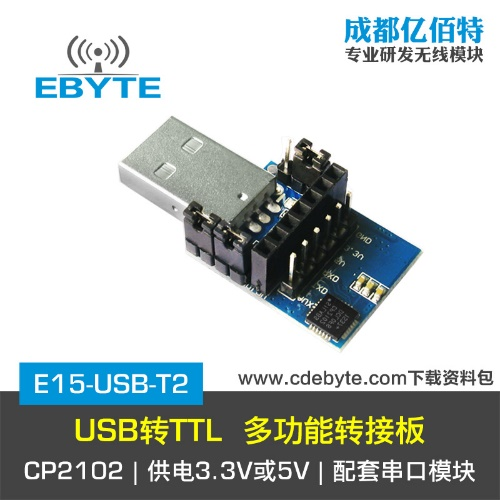 EBYTE
成都亿佰特
专业研发无线模块
E15-USB-T2
www.cdebyte.com下载资料包
USB转TTL 多功能转接板
CP2102 | 供电3.3V或5V | 配套串口模块